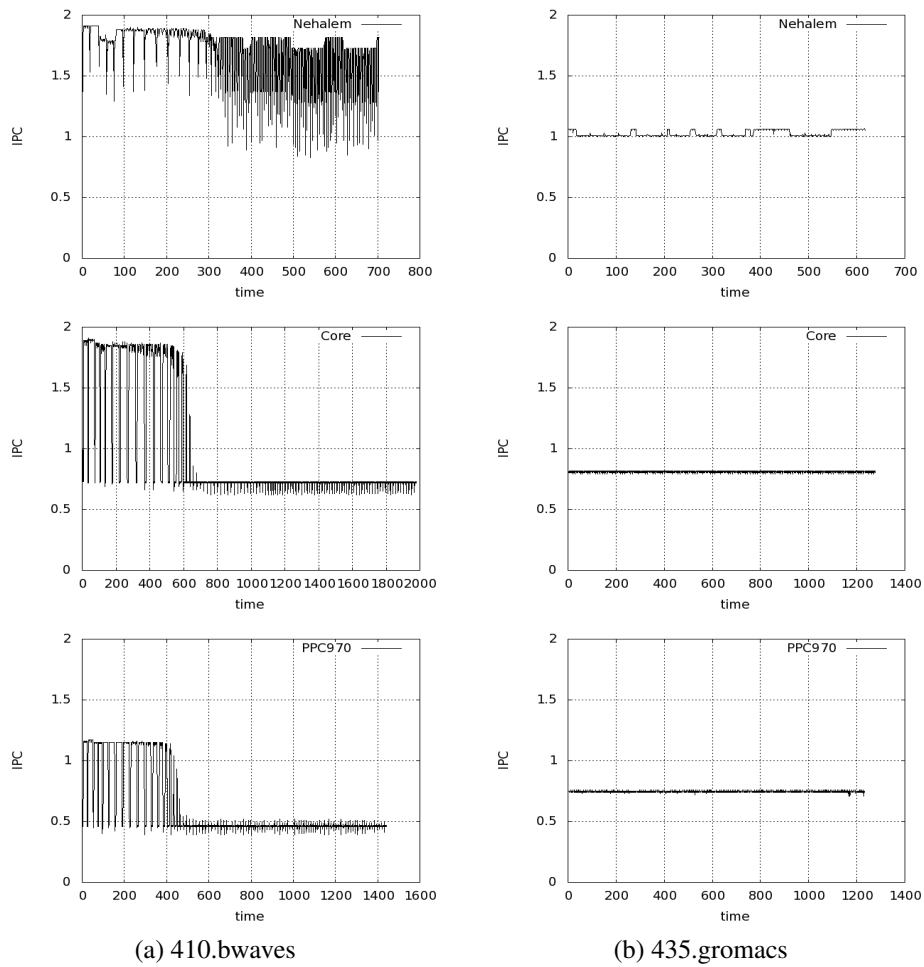 2
Nehalem
1.5
IPC
1
0.5
0
0 100 200 300 400 500 600 700 800
time
2
Nehalem
1.5
IPC
1
0.5
0
0 100 200 300 400 500 600 700
time
2
Core
1.5
IPC
1
0.5
0
0 200 400 600 800 1000 1200 1400 1600 1800 2000
time
2
Core
1.5
IPC
1
0.5
0
0 200 400 600 800 1000 1200 1400
time
2
PPC970
1.5
IPC
1
0.5
0
0 200 400 600 800 1000 1200 1400 1600
time
2
PPC970
1.5
IPC
1
0.5
0
0 200 400 600 800 1000 1200 1400
time
(a) 410.bwaves
(b) 435.gromacs